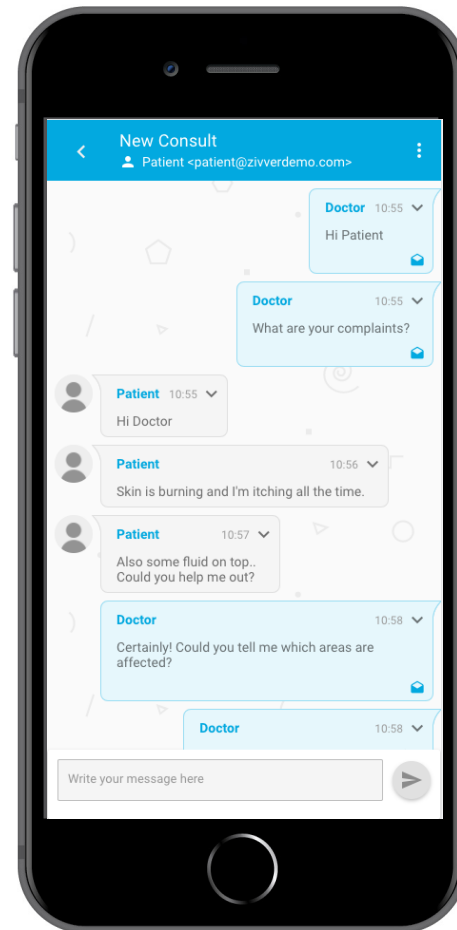 New Consult
Patient <patient@zivverdemo.com>
Doctor 10:55
Hi Patient
Doctor 10:55
What are your complaints?
Patient 10:55
Hi Doctor
Patient 10:56
Skin is burning and I'm itching all the time.
Patient 10:57
Also some fluid on top..
Could you help me out?
Doctor 10:58
Certainly! Could you tell me which areas are
affected?
Doctor 10:58
Write your message here